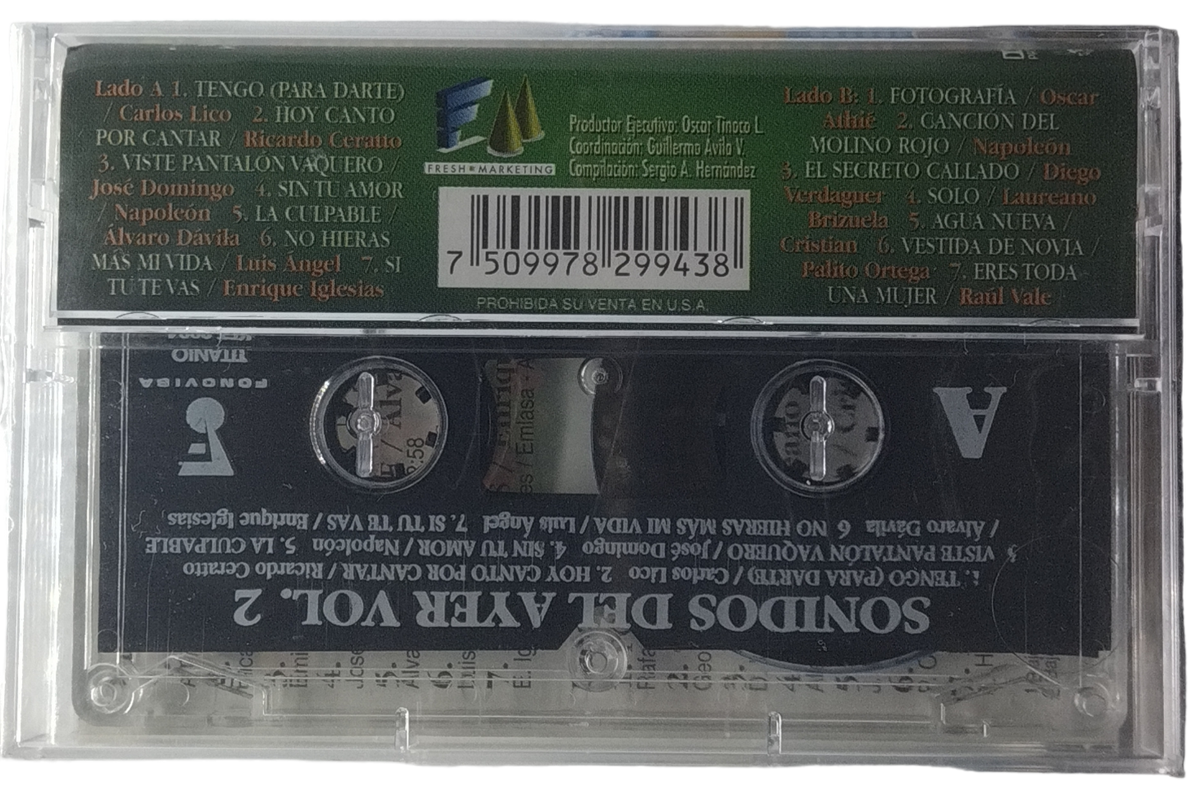 Lado A 1. TENGO (PARA DARTE)
/ Carlos Lico 2. HOY CANTO
POR CANTAR / Ricardo Ceratto
3. VISTE PANTALÓN VAQUERO /
José Domingo 4. SIN TU AMOR
/ Napoleón 5. LA CULPABLE /
Álvaro Dávila 6. NO HIERAS
MÁS MI VIDA / Luis Ángel 7. SI
TU TE VAS / Enrique Iglesias
FM
FRESH MARKETING
Productor Ejecutivo: Oscar Tinoco L.
Coordinación: Guillermo Avila V.
Compilación: Sergio A. Hernández
7 509978 299438
PROHIBIDA SU VENTA EN U.S.A.
Lado B: 1. FOTOGRAFÍA / Oscar
Athié 2. CANCIÓN DEL
MOLINO ROJO / Napoleón
3. EL SECRETO CALLADO / Diego
Verdaguer 4. SOLO / Laureano
Brizuela 5. AGUA NUEVA /
Cristian 6. VESTIDA DE NOVIA /
Palito Ortega 7. ERES TODA
UNA MUJER / Raúl Vale
SONIDOS DEL AYER VOL. 2
1. TENGO (PARA DARTE) / Carlos Lico 2. HOY CANTO POR CANTAR / Ricardo Ceratto
3 VISTE PANTALÓN VAQUERO / José Domingo 4. SIN TU AMOR / Napoleón 5. LA CULPABLE
/ Álvaro Dávila 6 NO HIERAS MÁS MI VIDA / Luis Ángel 7. SI TU TE VAS / Enrique Iglesias
A
FONOVISA
TITANIO